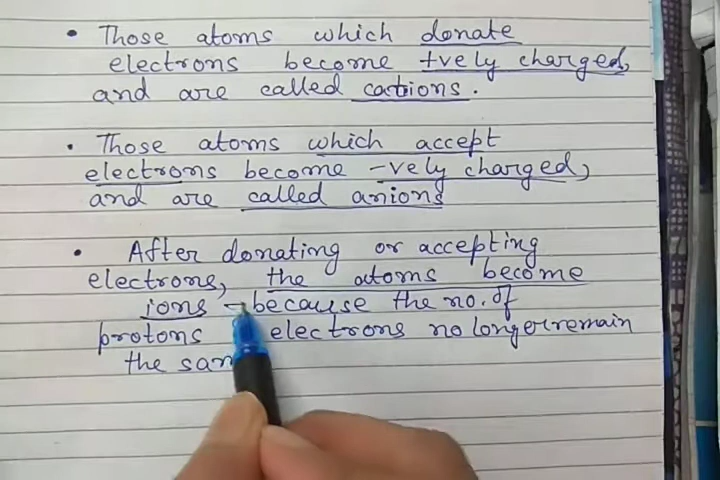 • Those atoms which donate
electrons become +vely charged,
and are called cations.
• Those atoms which accept
electrons become -vely charged,
and are called anions
• After donating or accepting
electrons, the atoms become
ions - because the no. of
protons electrons no longer remain
the